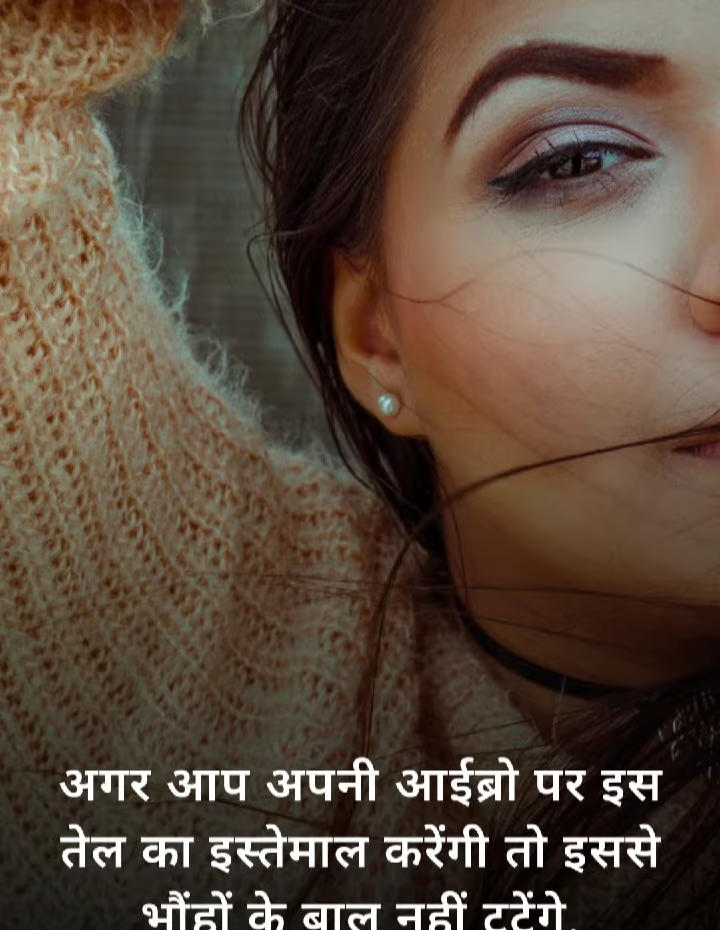 अगर आप अपनी आईब्रो पर इस
तेल का इस्तेमाल करेंगी तो इससे
भौंहों के बाल नहीं टूटेंगे.